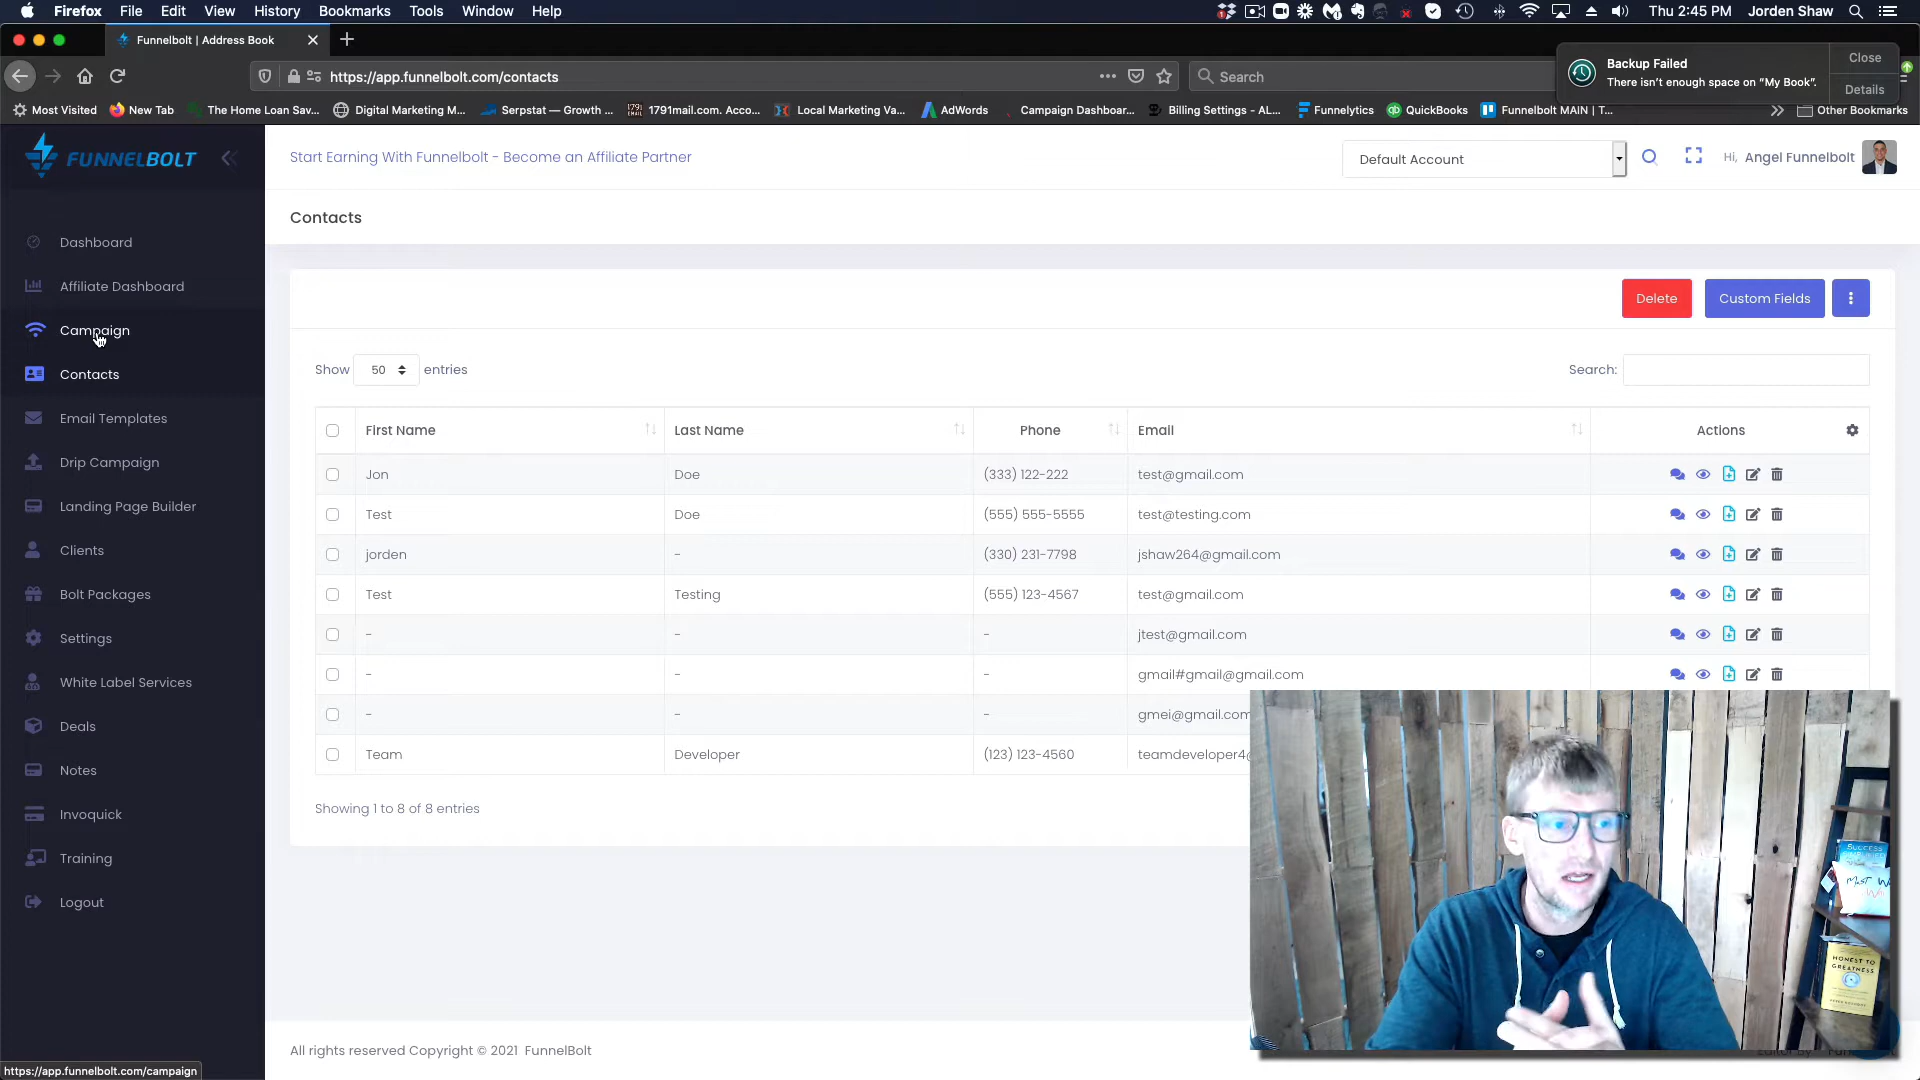 Firefox File Edit View History Bookmarks Tools Window Help
Thu 2:45 PM Jorden Shaw
Funnelbolt | Address Book
https://app.funnelbolt.com/contacts
Search
Backup Failed
There isn't enough space on "My Book".
Close
Details
Most Visited New Tab The Home Loan Sav... Digital Marketing M... Serpstat — Growth ... 1791mail.com. Acco... Local Marketing Va... AdWords Campaign Dashboar... Billing Settings - AL... Funnelytics QuickBooks Funnelbolt MAIN | T... Other Bookmarks
FUNNELBOLT
Start Earning With Funnelbolt - Become an Affiliate Partner
Default Account
Hi, Angel Funnelbolt
Contacts
Dashboard
Affiliate Dashboard
Campaign
Contacts
Email Templates
Drip Campaign
Landing Page Builder
Clients
Bolt Packages
Settings
White Label Services
Deals
Notes
Invoquick
Training
Logout
Delete Custom Fields
Show 50 entries
Search:
First Name Last Name Phone Email Actions
Jon Doe (333) 122-222 test@gmail.com
Test Doe (555) 555-5555 test@testing.com
jorden - (330) 231-7798 jshaw264@gmail.com
Test Testing (555) 123-4567 test@gmail.com
- - - jtest@gmail.com
- - - gmail#gmail@gmail.com
- - - gmei@gmail.com
Team Developer (123) 123-4560 teamdeveloper4@
Showing 1 to 8 of 8 entries
SUCCESS
HONEST TO
GREATNESS
All rights reserved Copyright © 2021 FunnelBolt
https://app.funnelbolt.com/campaign